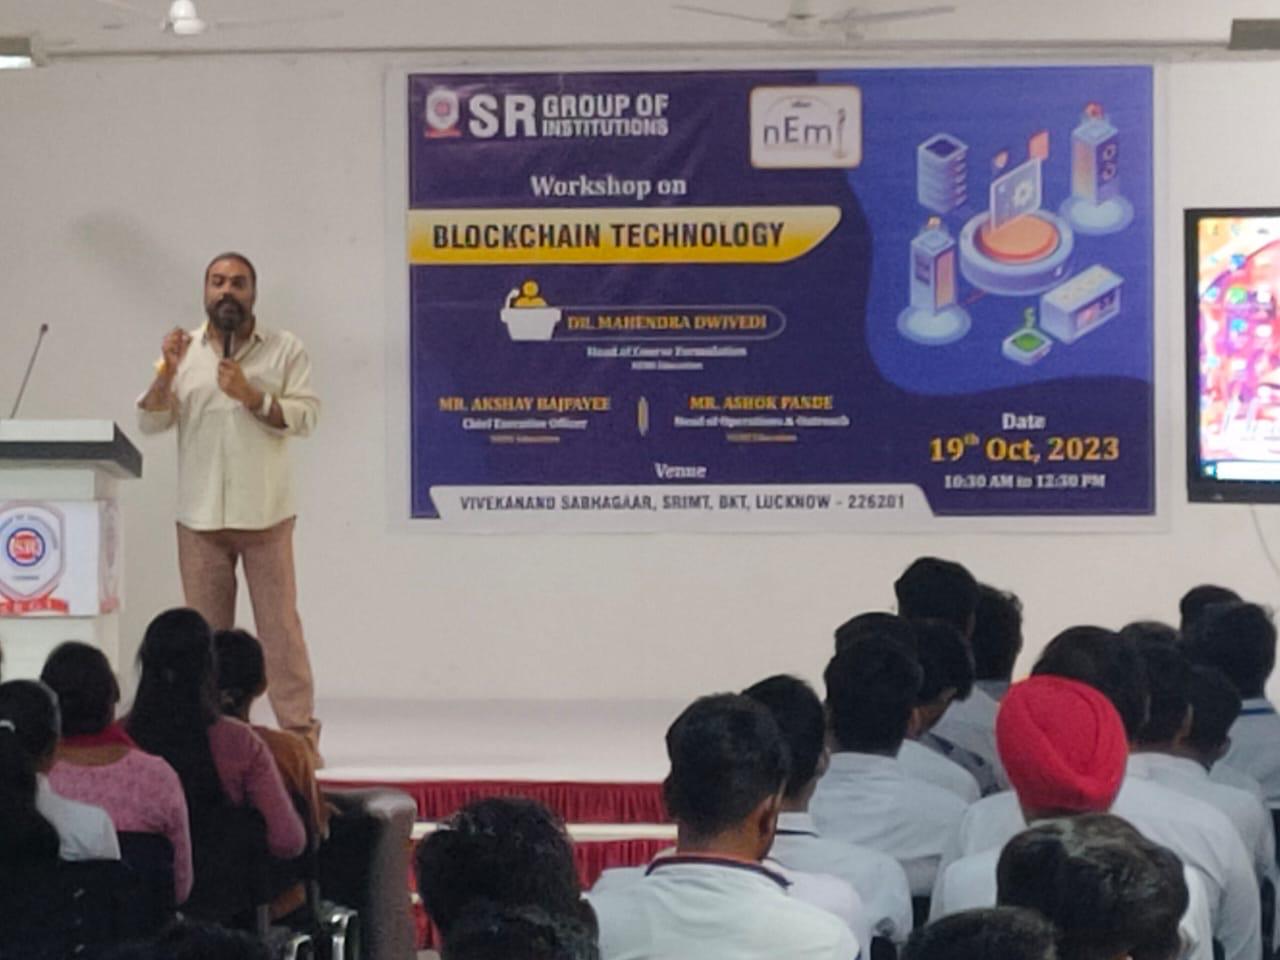 SR GROUP OF
INSTITUTIONS
nEm
Workshop on
BLOCKCHAIN TECHNOLOGY
DR. MAHENDRA DWIVEDI
Head of Course Formulation
MR. AKSHAY BAJPAYEE
Chief Executive Officer
MR. ASHOK PANDE
Head of Operations & Outreach
Venue
VIVEKANAND SABHAGAAR, SRIMT, BKT, LUCKNOW - 226201
Date
19th Oct, 2023
10:30 AM to 12:30 PM
SR